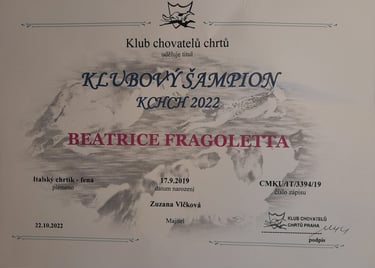 Klub chovatelů chrtů
uděluje titul
KLUBOVÝ ŠAMPION
KCHCH 2022
BEATRICE FRAGOLETTA
Italský chrtík - fena
plemeno
17.9.2019
datum narození
CMKU/IT/3394/19
číslo zápisu
Zuzana Vlčková
Majitel
22.10.2022
KLUB CHOVATELŮ
CHRTŮ PRAHA
podpis